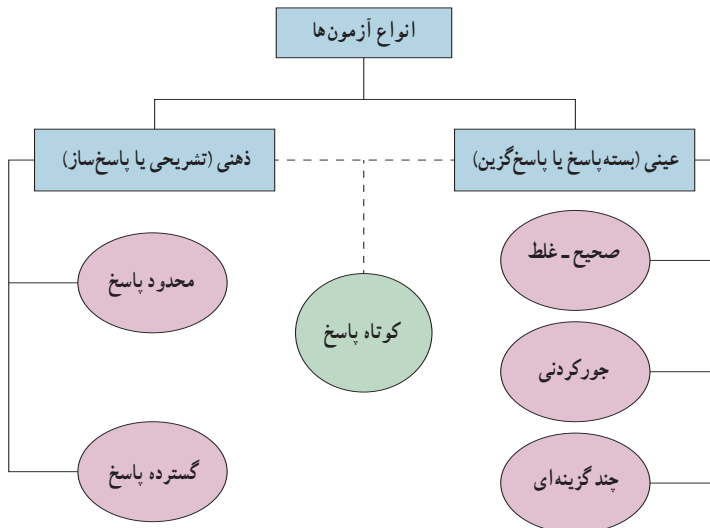 انواع آزمون‌ها
عینی (بسته‌پاسخ یا پاسخ‌گزین)
ذهنی (تشریحی یا پاسخ‌ساز)
صحیح ـ غلط
محدود پاسخ
کوتاه پاسخ
جورکردنی
گسترده پاسخ
چند گزینه‌ای